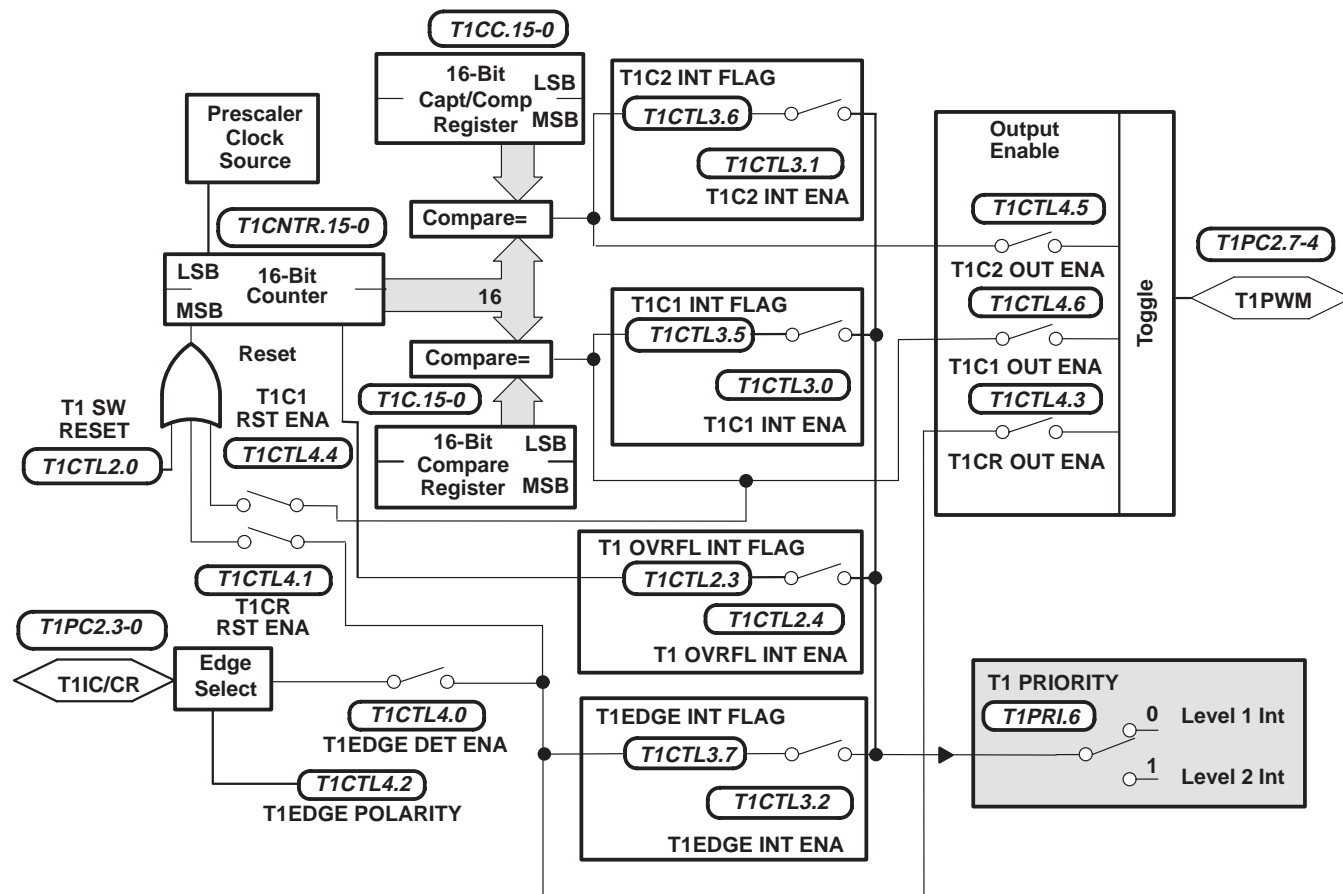 T1CC.15-0
16-Bit
Capt/Comp
Register
LSB
MSB
Prescaler
Clock
Source
T1CNTR.15-0
Compare=
LSB
MSB
16-Bit
Counter
16
Reset
Compare=
T1C.15-0
16-Bit
Compare
Register
LSB
MSB
T1 SW
RESET
T1CTL2.0
T1C1
RST ENA
T1CTL4.4
T1CTL4.1
T1CR
RST ENA
T1PC2.3-0
T1IC/CR
Edge
Select
T1CTL4.0
T1EDGE DET ENA
T1CTL4.2
T1EDGE POLARITY
T1C2 INT FLAG
T1CTL3.6
T1CTL3.1
T1C2 INT ENA
T1C1 INT FLAG
T1CTL3.5
T1CTL3.0
T1C1 INT ENA
T1 OVRFL INT FLAG
T1CTL2.3
T1CTL2.4
T1 OVRFL INT ENA
T1EDGE INT FLAG
T1CTL3.7
T1CTL3.2
T1EDGE INT ENA
Output
Enable
T1CTL4.5
T1C2 OUT ENA
T1CTL4.6
T1C1 OUT ENA
T1CTL4.3
T1CR OUT ENA
Toggle
T1PC2.7-4
T1PWM
T1 PRIORITY
T1PRI.6
0 Level 1 Int
1 Level 2 Int